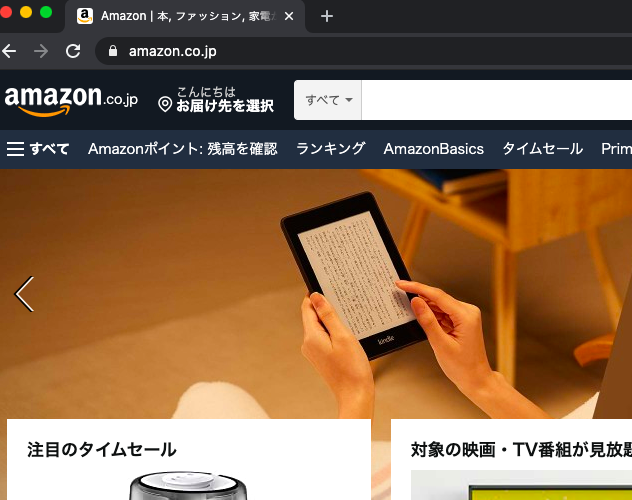 Amazon | 本, ファッション, 家電
amazon.co.jp
amazon.co.jp
こんにちは
お届け先を選択
すべて
すべて
Amazonポイント: 残高を確認
ランキング
AmazonBasics
タイムセール
Prim
kindle
注目のタイムセール
対象の映画・TV番組が見放題